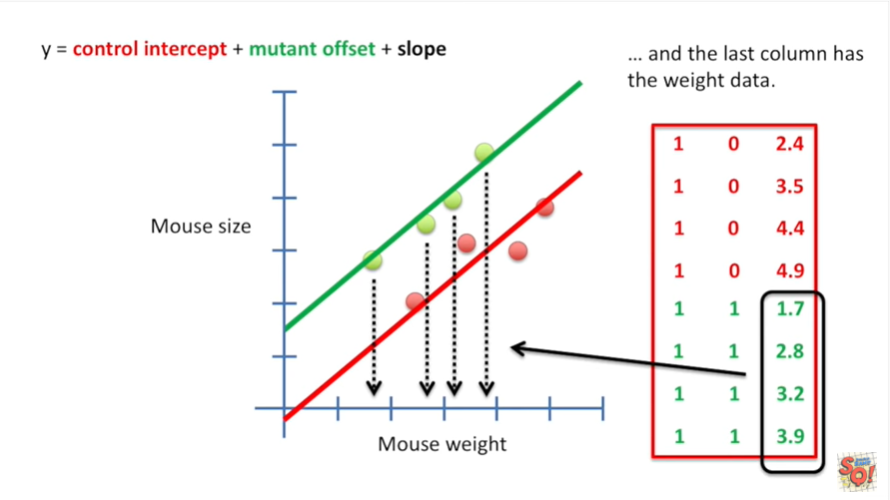 y = control intercept + mutant offset + slope
... and the last column has
the weight data.
Mouse size
Mouse weight
1 0 2.4
1 0 3.5
1 0 4.4
1 0 4.9
1 1 1.7
1 1 2.8
1 1 3.2
1 1 3.9
SQ!